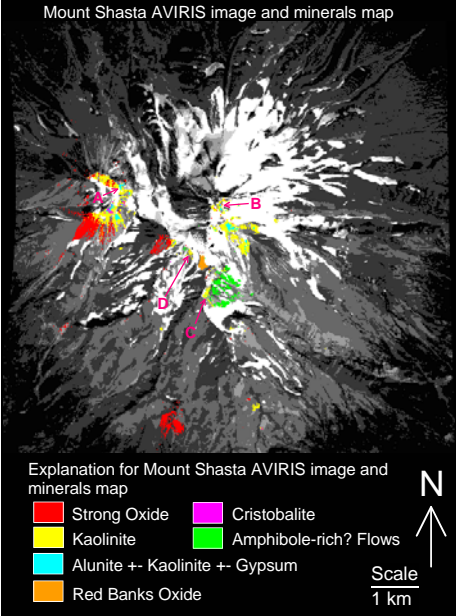 Mount Shasta AVIRIS image and minerals map
A
B
D
C
Explanation for Mount Shasta AVIRIS image and
minerals map
Strong Oxide
Cristobalite
Kaolinite
Amphibole-rich? Flows
Alunite +- Kaolinite +- Gypsum
Red Banks Oxide
N
Scale
1 km